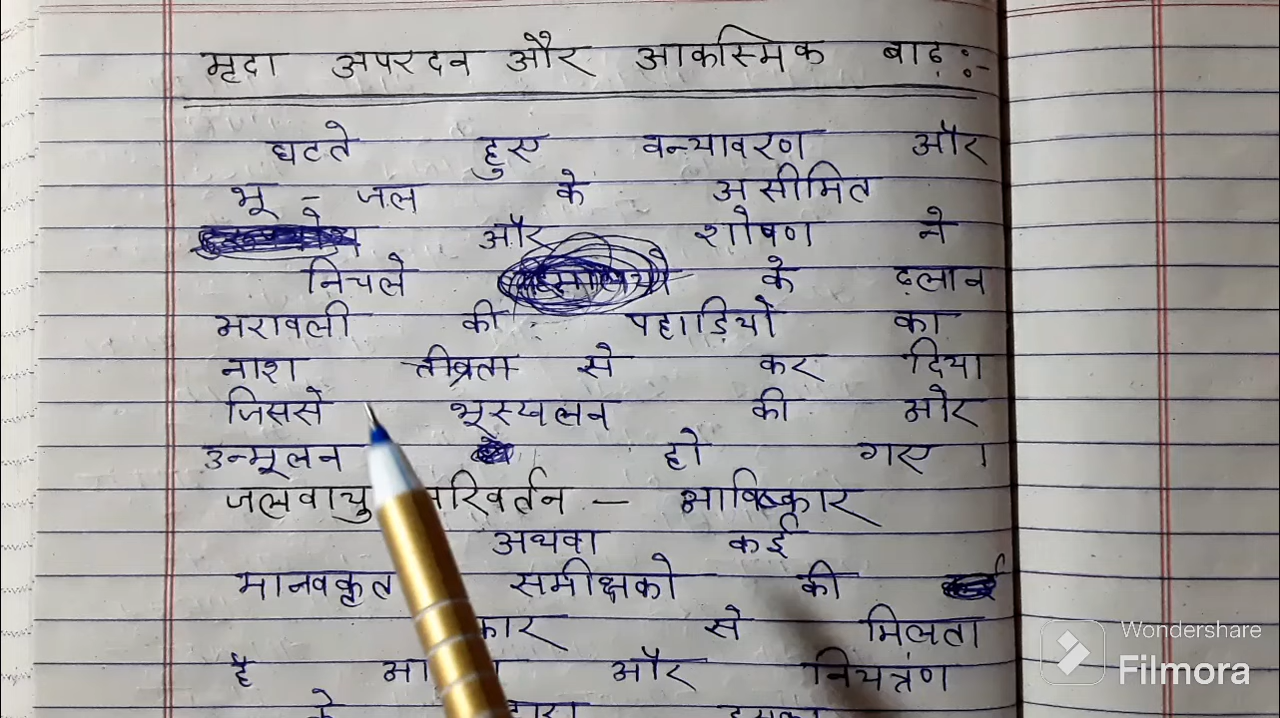 मृदा अपरदन और आकस्मिक बाढ़:-
घटते हुए वन्यावरण और
भू - जल के असीमित
और शोषण ने
निचले के ढलान
अरावली की पहाड़ियों का
नाश तीव्रता से कर दिया
जिससे भूस्खलन की और
उन्मूलन हो गए ।
जलवायु परिवर्तन - आविष्कार
अथवा कई
मानवकृत समीक्षको की
से मिलता
है और नियत्रंण
के
Wondershare
Filmora